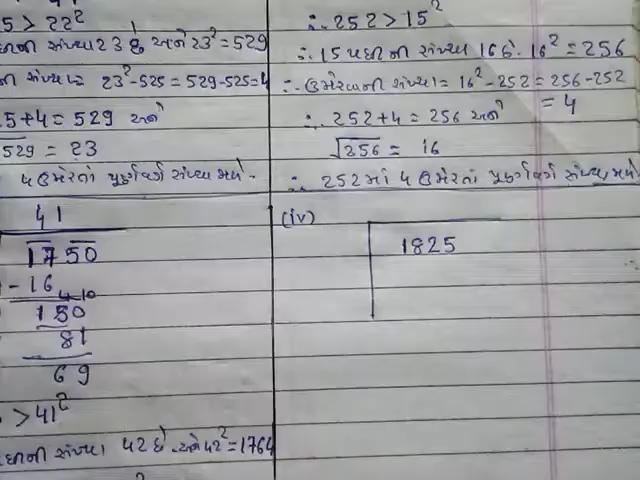 5 > 22²
સંખ્યા 23 છે અને 23² = 529
ની સંખ્યા = 23² - 525 = 529 - 525 = 4
5 + 4 = 529 અને
√529 = 23
4 ઉમેરતાં પૂર્ણવર્ગ સંખ્યા મળે.
41
1750
- 16
150
81
69
> 41²
પછીની સંખ્યા 42 છે અને 42² = 1764
∴ 252 > 15²
∴ 15 પછીની સંખ્યા 16 છે. 16² = 256
∴ ઉમેરવાની સંખ્યા = 16² - 252 = 256 - 252
= 4
∴ 252 + 4 = 256 અને
√256 = 16
∴ 252 માં 4 ઉમેરતાં પૂર્ણવર્ગ સંખ્યા મળે
(iv)
1825